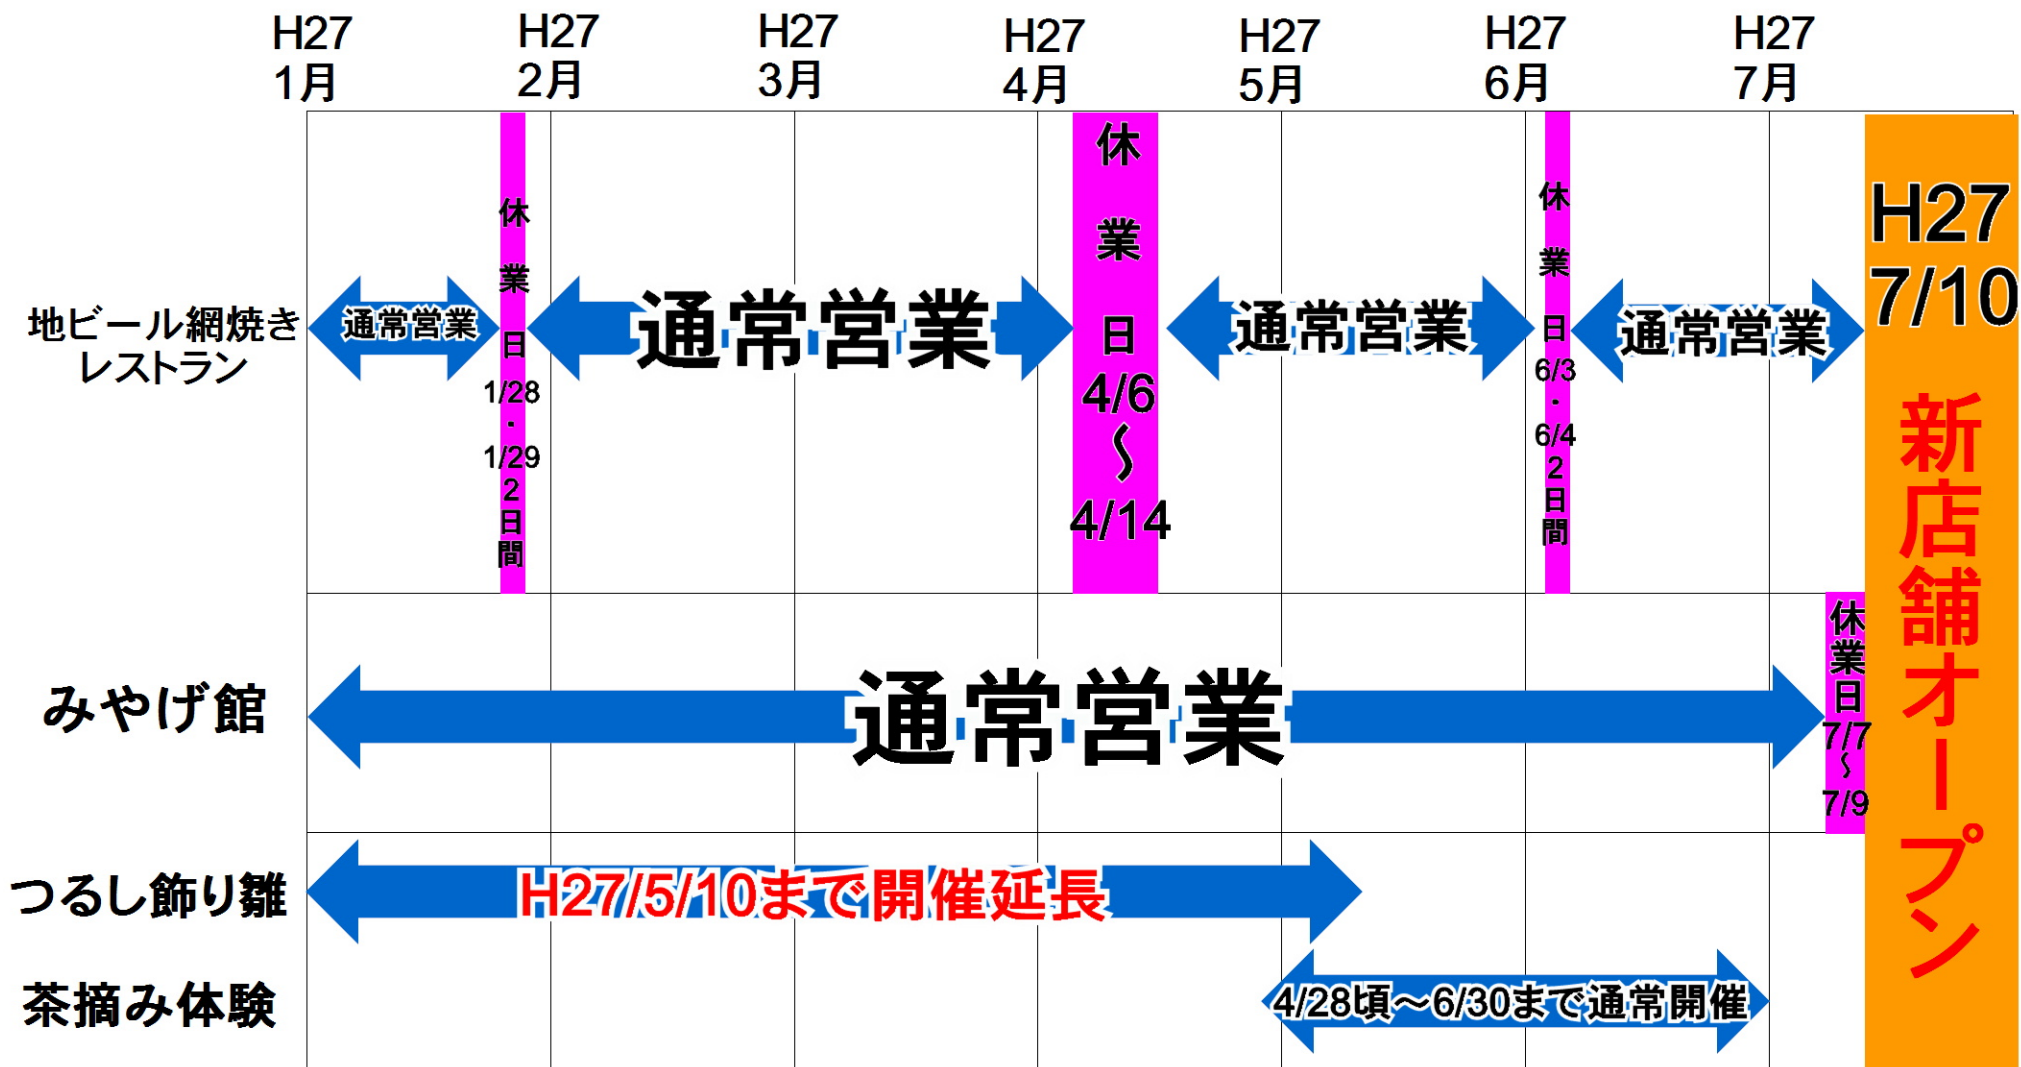 H27
1月
H27
2月
H27
3月
H27
4月
H27
5月
H27
6月
H27
7月
地ビール網焼き
レストラン
通常営業
休業日
1/28
・
1/29
2日間
通常営業
休業日
4/6
～
4/14
通常営業
休業日
6/3
・
6/4
2日間
通常営業
H27
7/10
新店舗オープン
みやげ館
通常営業
休業日
7/7
～
7/9
つるし飾り雛
H27/5/10まで開催延長
茶摘み体験
4/28頃～6/30まで通常開催